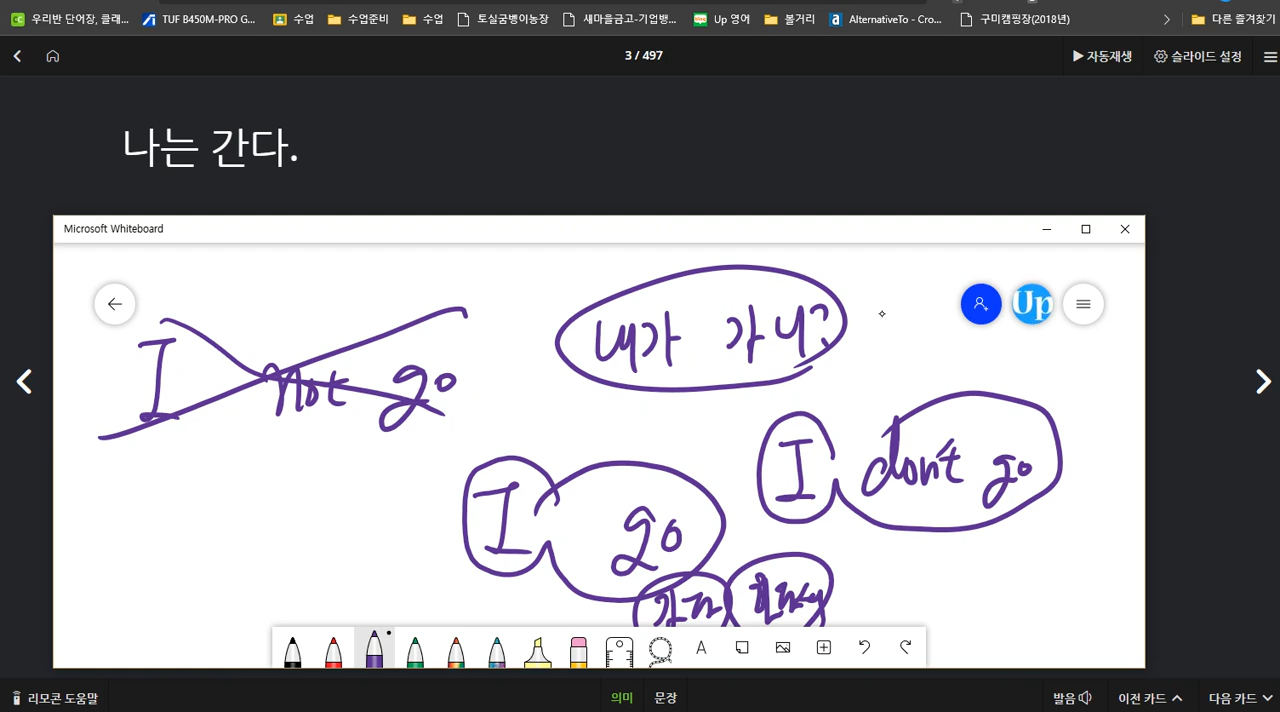 우리반 단어장, 클래... TUF B450M-PRO G... 수업 수업준비 수업 토실굼벵이농장 새마을금고-기업뱅... Up 영어 볼거리 AlternativeTo - Cro... 구미캠핑장(2018년) 다른 즐겨찾기
3 / 497
자동재생 슬라이드 설정
나는 간다.
Microsoft Whiteboard
내가 가니?
Up
I not go
I don't go
I go
리모콘 도움말 의미 문장 발음 이전 카드 다음 카드